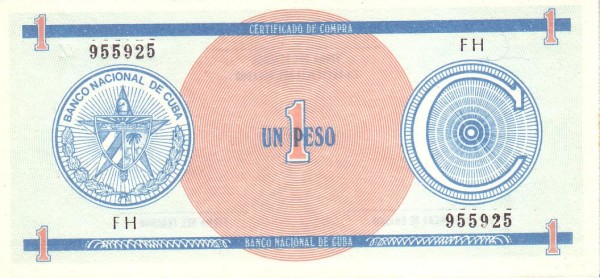 1 CERTIFICADO DE COMPRA 1
955925 FH
BANCO NACIONAL DE CUBA
C
UN 1 PESO
FH 955925
1 BANCO NACIONAL DE CUBA 1